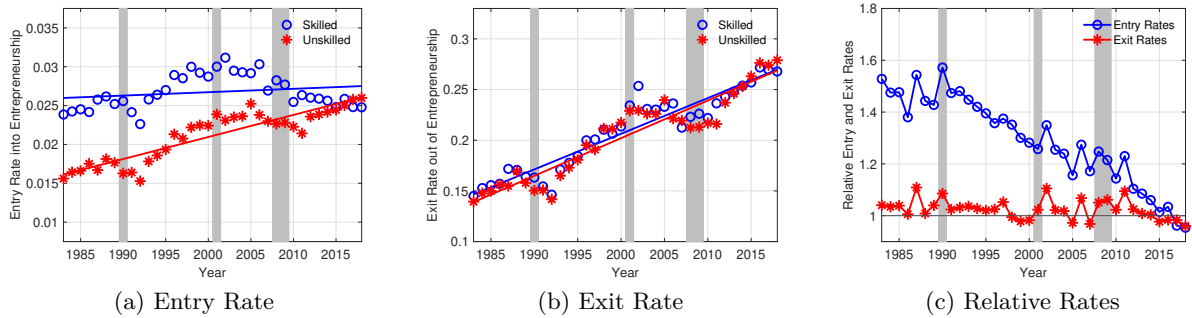 0.035
0.03
0.025
0.02
0.015
0.01
Entry Rate into Entrepreneurship
Skilled
Unskilled
1985 1990 1995 2000 2005 2010 2015
Year
(a) Entry Rate
0.3
0.25
0.2
0.15
0.1
Exit Rate out of Entrepreneurship
Skilled
Unskilled
1985 1990 1995 2000 2005 2010 2015
Year
(b) Exit Rate
1.8
1.6
1.4
1.2
1
Relative Entry and Exit Rates
Entry Rates
Exit Rates
1985 1990 1995 2000 2005 2010 2015
Year
(c) Relative Rates